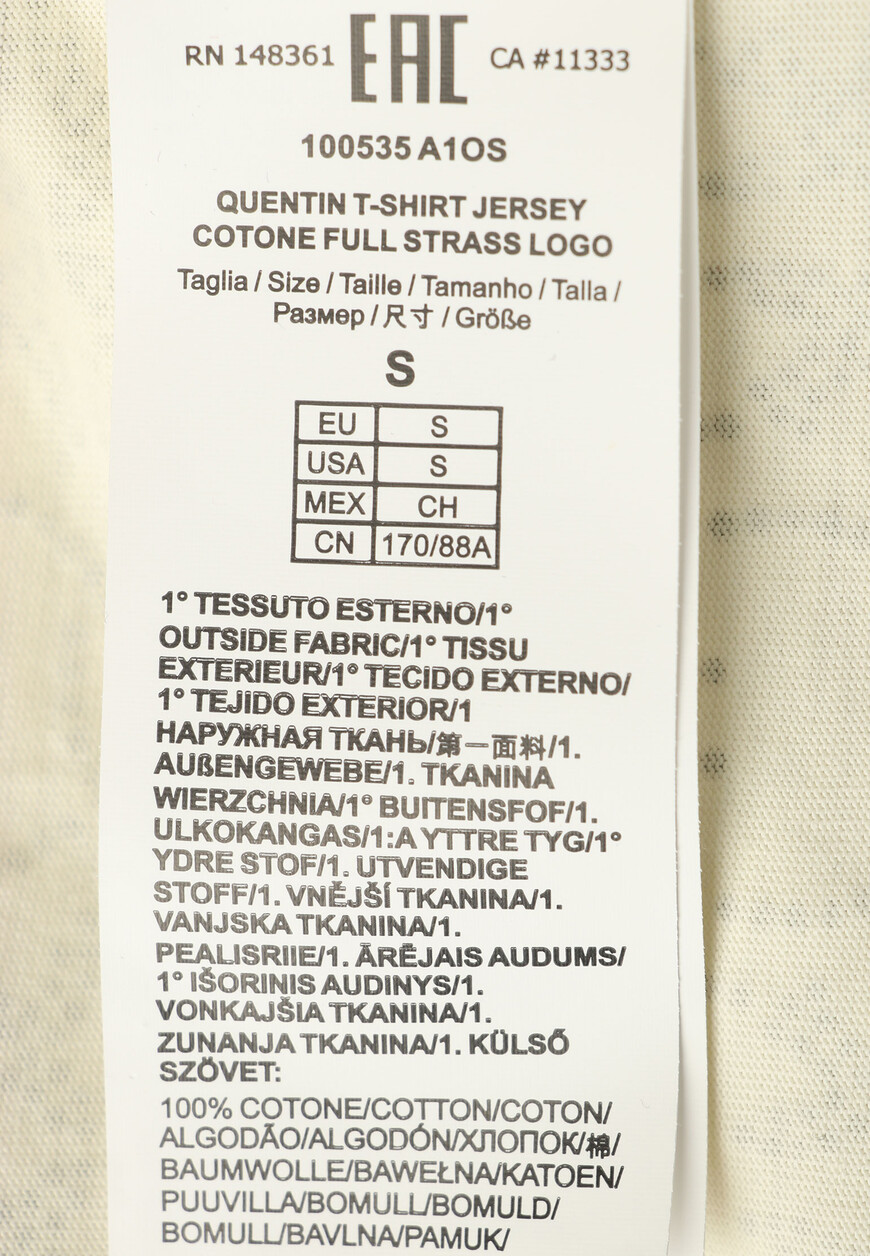 RN 148361 EAC CA #11333
100535 A1OS
QUENTIN T-SHIRT JERSEY
COTONE FULL STRASS LOGO
Taglia / Size / Taille / Tamanho / Talla /
Размер / 尺寸 / Größe
S
EU S
USA S
MEX CH
CN 170/88A
1° TESSUTO ESTERNO/1°
OUTSIDE FABRIC/1° TISSU
EXTERIEUR/1° TECIDO EXTERNO/
1° TEJIDO EXTERIOR/1
НАРУЖНАЯ ТКАНЬ/第一面料/1.
AUßENGEWEBE/1. TKANINA
WIERZCHNIA/1° BUITENSFOF/1.
ULKOKANGAS/1:A YTTRE TYG/1°
YDRE STOF/1. UTVENDIGE
STOFF/1. VNĚJŠÍ TKANINA/1.
VANJSKA TKANINA/1.
PEALISRIIE/1. ĀRĒJAIS AUDUMS/
1° IŠORINIS AUDINYS/1.
VONKAJŠIA TKANINA/1.
ZUNANJA TKANINA/1. KÜLSŐ
SZÖVET:
100% COTONE/COTTON/COTON/
ALGODÃO/ALGODÓN/ХЛОПОК/棉/
BAUMWOLLE/BAWEŁNA/KATOEN/
PUUVILLA/BOMULL/BOMULD/
BOMULL/BAVLNA/PAMUK/